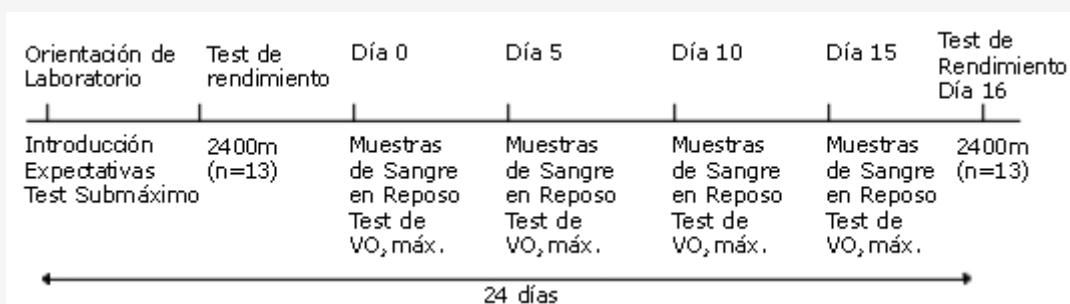 Orientación de
Laboratorio
Test de
rendimiento
Día 0
Día 5
Día 10
Día 15
Test de
Rendimiento
Día 16
Introducción
Expectativas
Test Submáximo
2400m
(n=13)
Muestras
de Sangre
en Reposo
Test de
VO₂máx.
Muestras
de Sangre
en Reposo
Test de
VO₂máx.
Muestras
de Sangre
en Reposo
Test de
VO₂máx.
Muestras
de Sangre
en Reposo
Test de
VO₂máx.
2400m
(n=13)
24 días